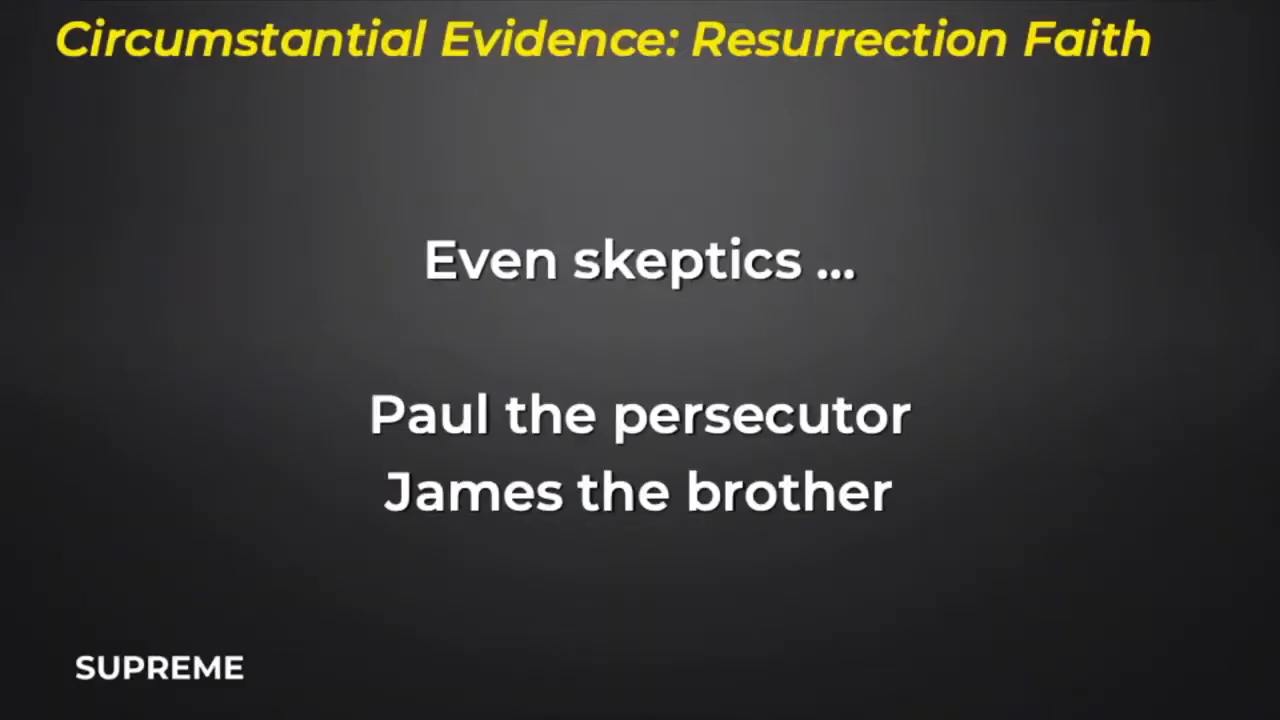 Circumstantial Evidence: Resurrection Faith
Even skeptics ...
Paul the persecutor
James the brother
SUPREME